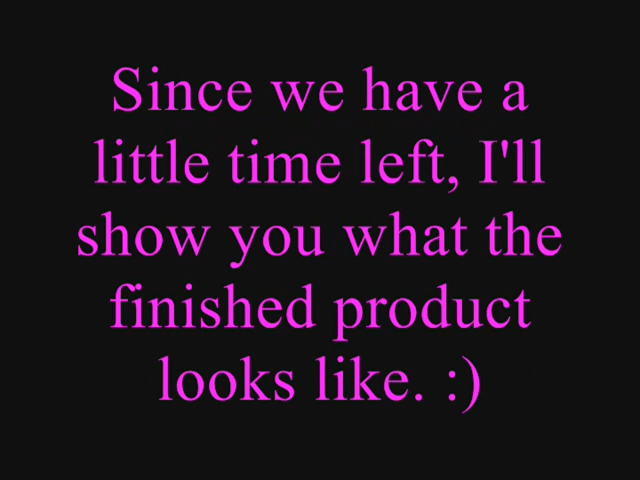 Since we have a
little time left, I'll
show you what the
finished product
looks like. :)